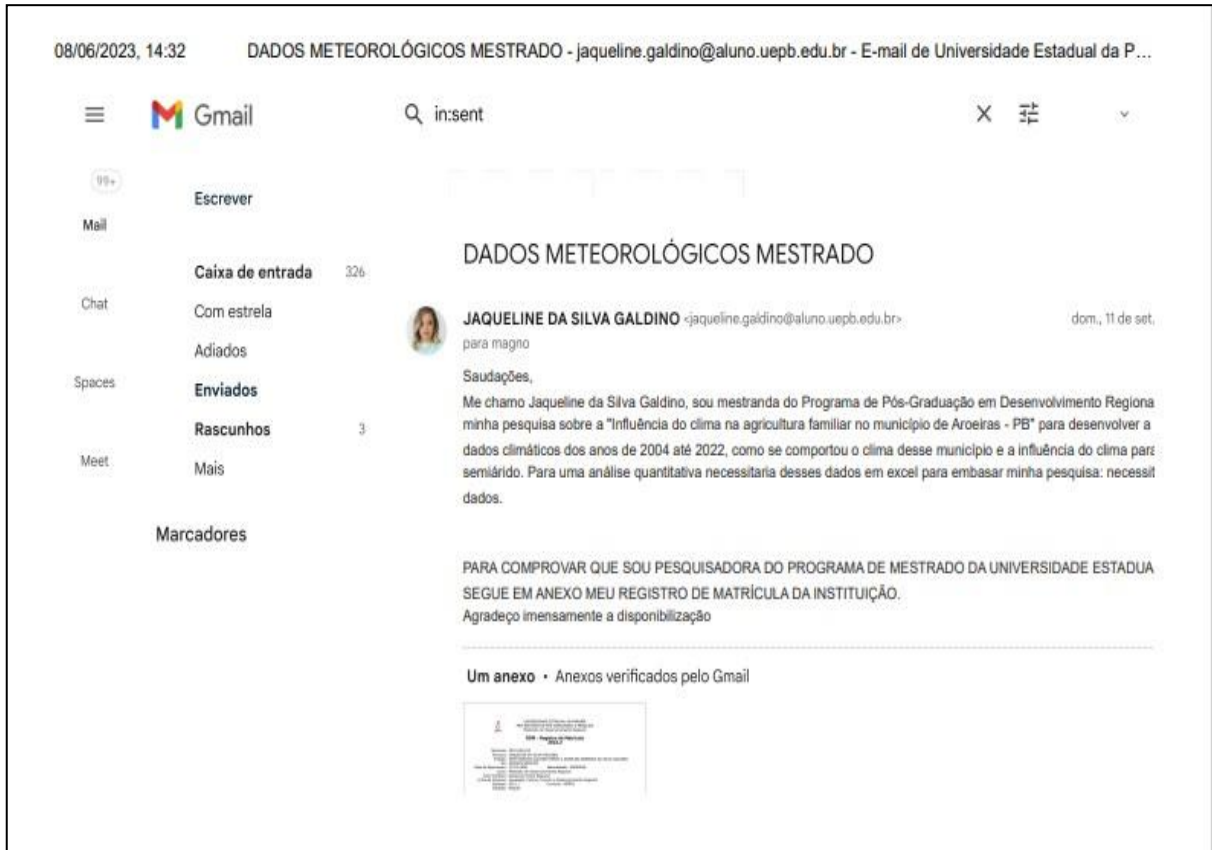 08/06/2023, 14:32 DADOS METEOROLÓGICOS MESTRADO - jaqueline.galdino@aluno.uepb.edu.br - E-mail de Universidade Estadual da P…
Gmail
in:sent
99+
Mail
Chat
Spaces
Meet
Escrever
Caixa de entrada 326
Com estrela
Adiados
Enviados
Rascunhos 3
Mais
Marcadores
DADOS METEOROLÓGICOS MESTRADO
JAQUELINE DA SILVA GALDINO <jaqueline.galdino@aluno.uepb.edu.br> dom., 11 de set.
para magno
Saudações,
Me chamo Jaqueline da Silva Galdino, sou mestranda do Programa de Pós-Graduação em Desenvolvimento Regiona
minha pesquisa sobre a "Influência do clima na agricultura familiar no município de Aroeiras - PB" para desenvolver a
dados climáticos dos anos de 2004 até 2022, como se comportou o clima desse município e a influência do clima para
semiárido. Para uma análise quantitativa necessitaria desses dados em excel para embasar minha pesquisa: necessit
dados.
PARA COMPROVAR QUE SOU PESQUISADORA DO PROGRAMA DE MESTRADO DA UNIVERSIDADE ESTADUA
SEGUE EM ANEXO MEU REGISTRO DE MATRÍCULA DA INSTITUIÇÃO.
Agradeço imensamente a disponibilização
Um anexo • Anexos verificados pelo Gmail